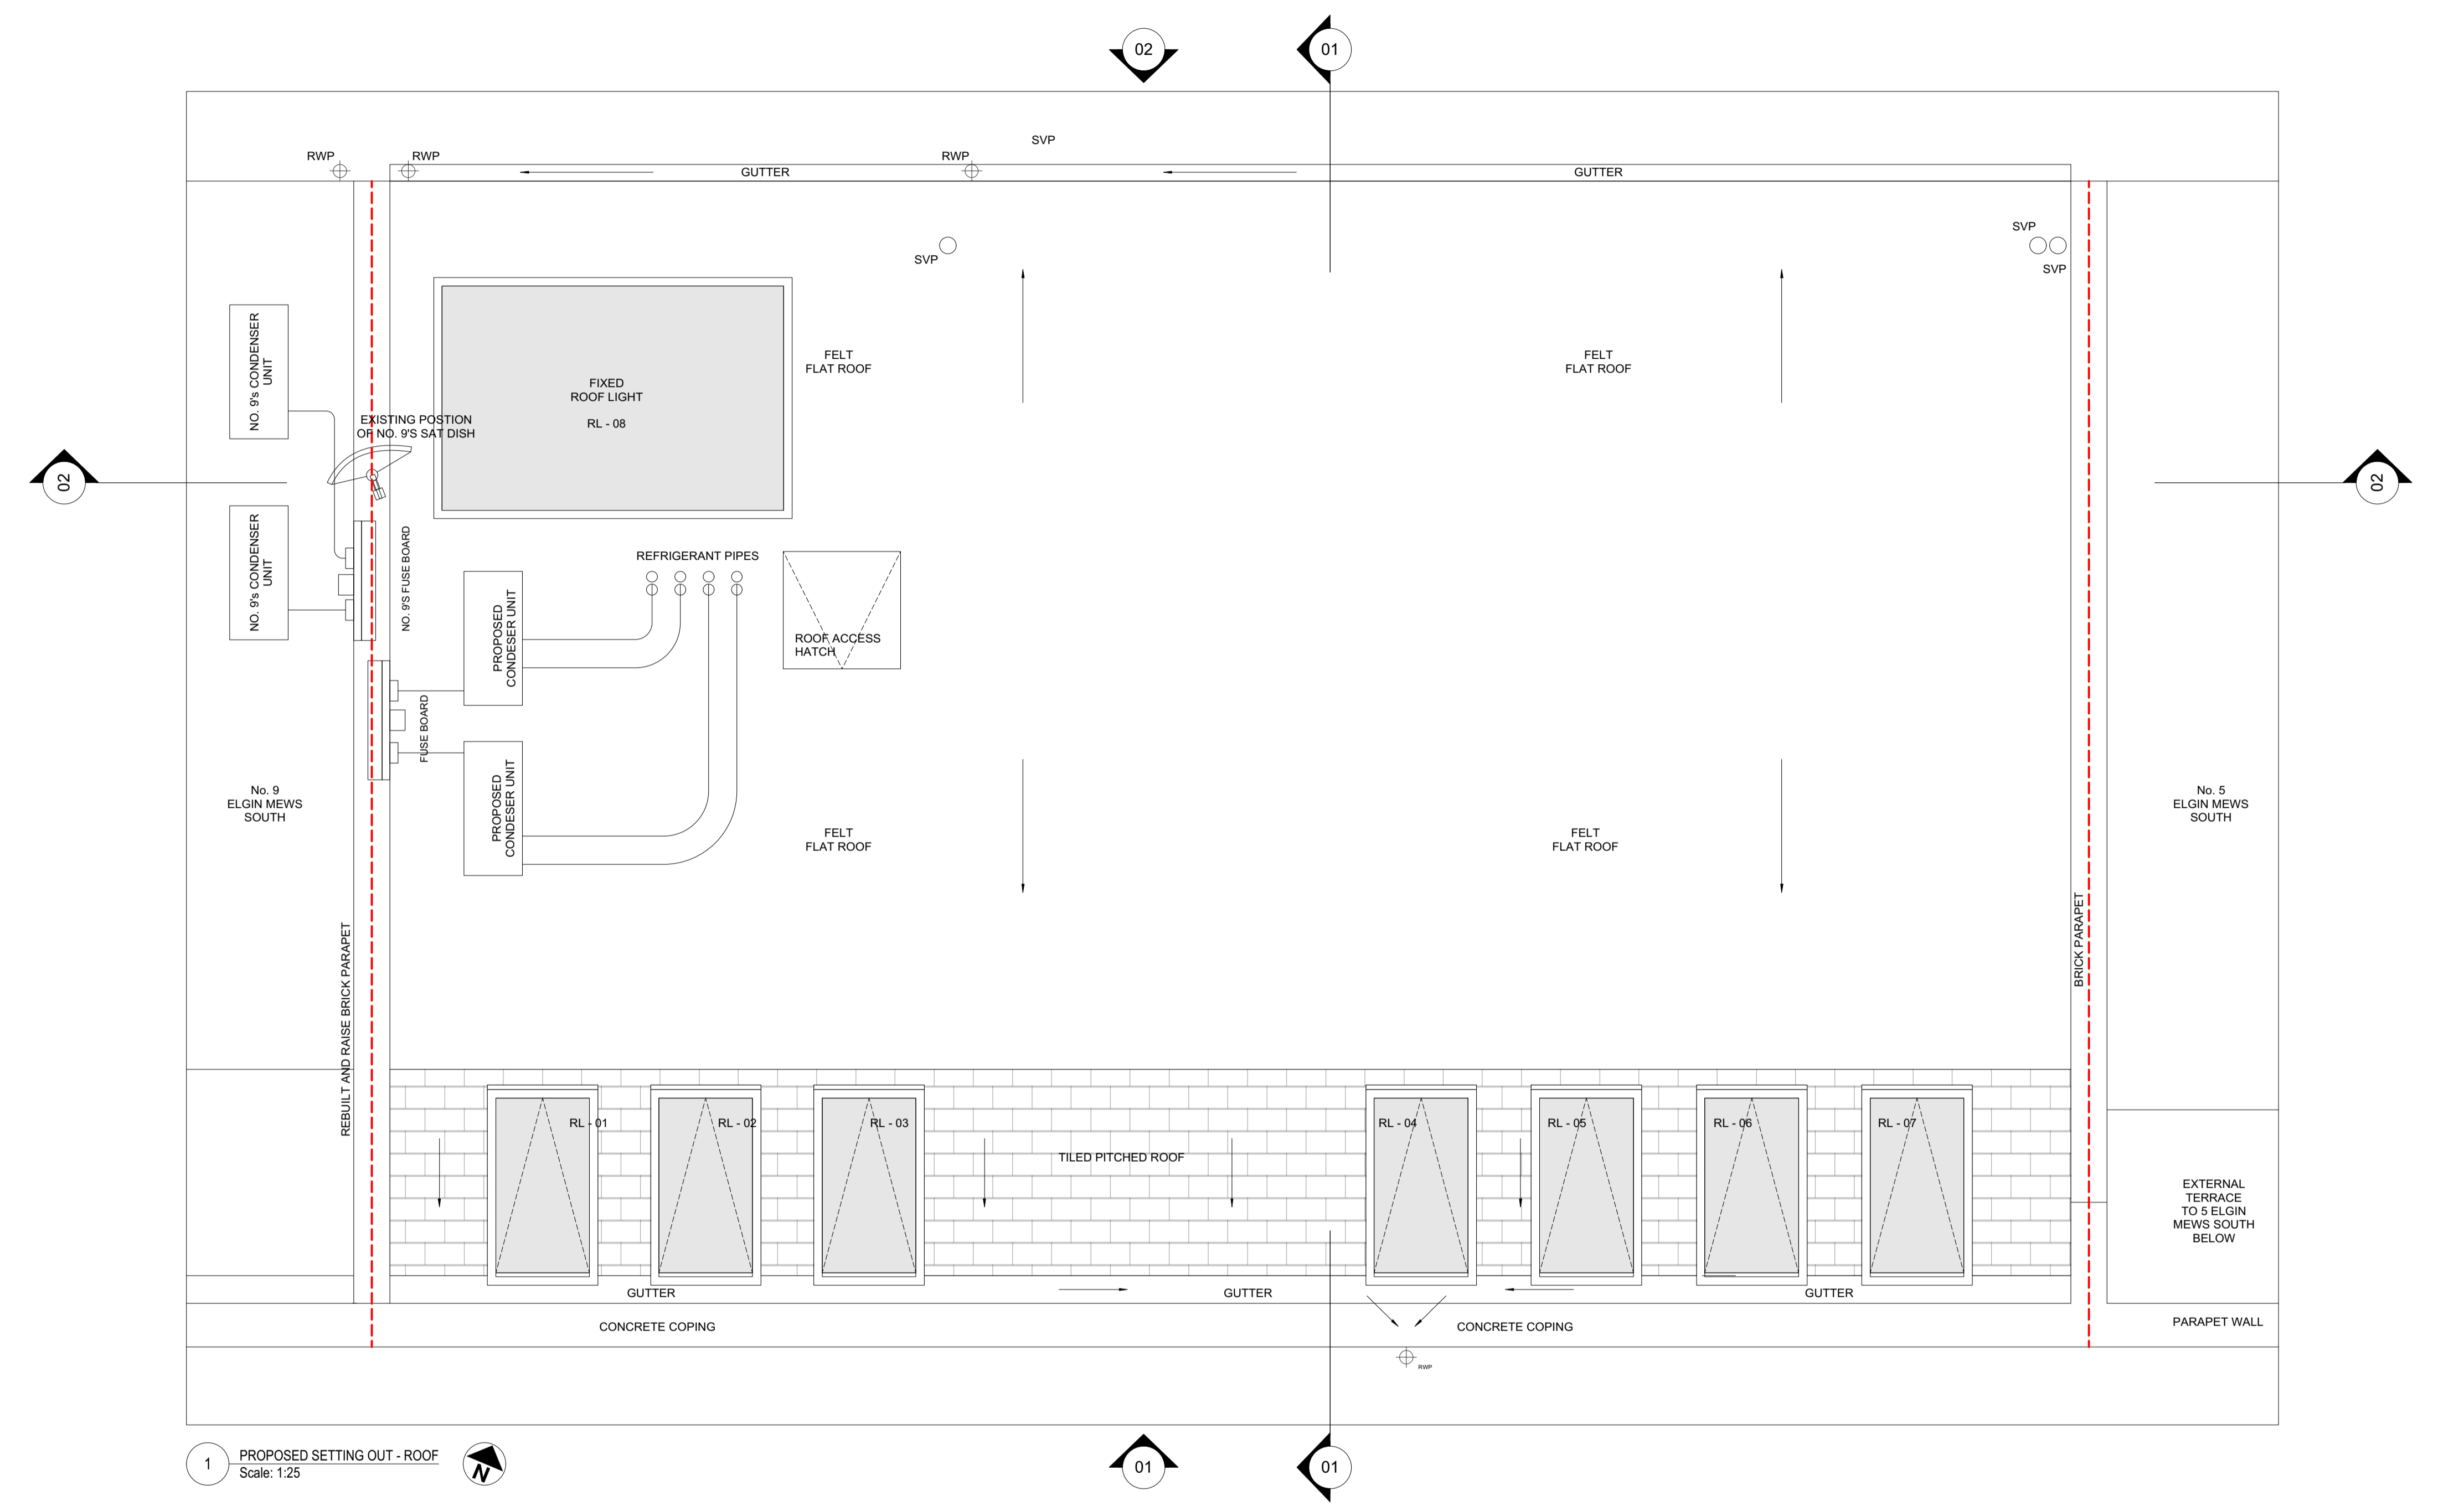 02
01
SVP
RWP
RWP
RWP
GUTTER
GUTTER
SVP
SVP
SVP
NO. 9's CONDENSER
UNIT
FELT
FLAT ROOF
FELT
FLAT ROOF
FIXED
ROOF LIGHT
RL - 08
EXISTING POSTION
OF NO. 9'S SAT DISH
02
02
NO. 9's CONDENSER
UNIT
NO. 9'S FUSE BOARD
REFRIGERANT PIPES
PROPOSED
CONDESER UNIT
ROOF ACCESS
HATCH
FUSE BOARD
PROPOSED
CONDESER UNIT
No. 9
ELGIN MEWS
SOUTH
No. 5
ELGIN MEWS
SOUTH
FELT
FLAT ROOF
FELT
FLAT ROOF
REBUILT AND RAISE BRICK PARAPET
BRICK PARAPET
RL - 01
RL - 02
RL - 03
RL - 04
RL - 05
RL - 06
RL - 07
TILED PITCHED ROOF
EXTERNAL
TERRACE
TO 5 ELGIN
MEWS SOUTH
BELOW
GUTTER
GUTTER
GUTTER
CONCRETE COPING
CONCRETE COPING
PARAPET WALL
RWP
1
PROPOSED SETTING OUT - ROOF
Scale: 1:25
N
01
01